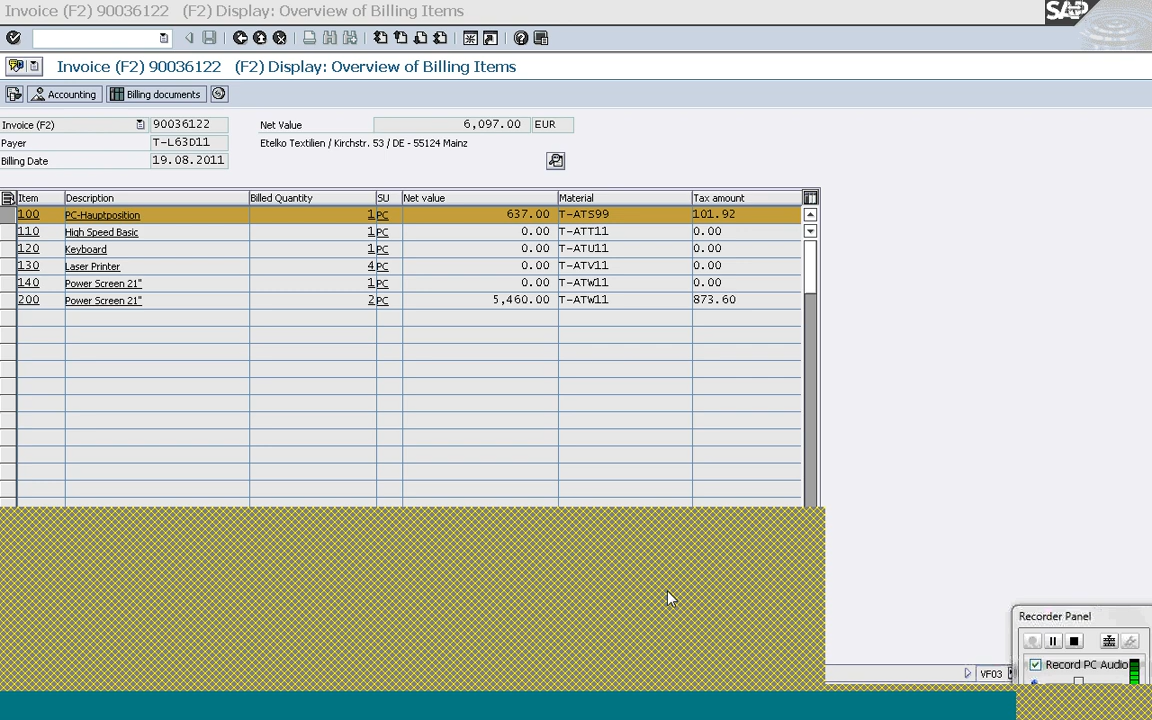 Invoice (F2) 90036122 (F2) Display: Overview of Billing Items
SAP
Invoice (F2) 90036122 (F2) Display: Overview of Billing Items
Accounting Billing documents
Invoice (F2) 90036122 Net Value 6,097.00 EUR
Payer T-L63D11 Etelko Textilien / Kirchstr. 53 / DE - 55124 Mainz
Billing Date 19.08.2011
Item Description Billed Quantity SU Net value Material Tax amount
100 PC-Hauptposition 1 PC 637.00 T-ATS99 101.92
110 High Speed Basic 1 PC 0.00 T-ATT11 0.00
120 Keyboard 1 PC 0.00 T-ATU11 0.00
130 Laser Printer 4 PC 0.00 T-ATV11 0.00
140 Power Screen 21" 1 PC 0.00 T-ATW11 0.00
200 Power Screen 21" 2 PC 5,460.00 T-ATW11 873.60
Recorder Panel
Record PC Audio
VF03